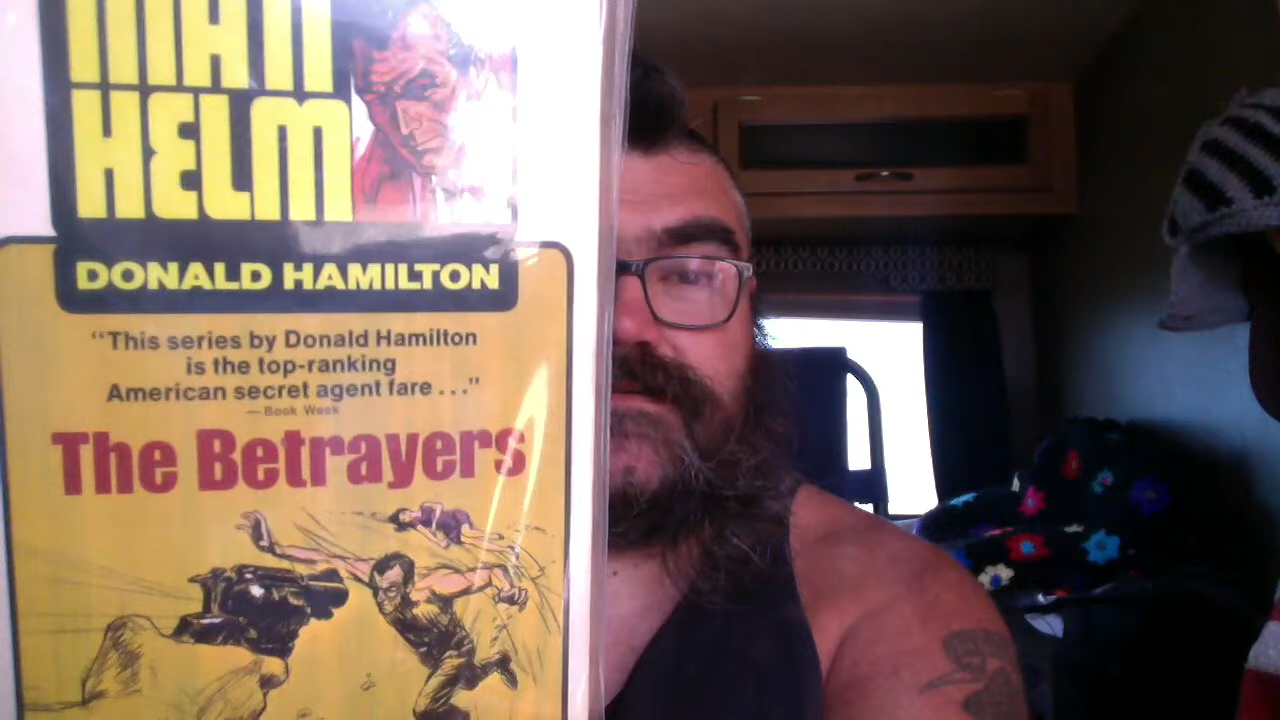 MATT
HELM
DONALD HAMILTON
"This series by Donald Hamilton
is the top-ranking
American secret agent fare..."
—Book Week
The Betrayers